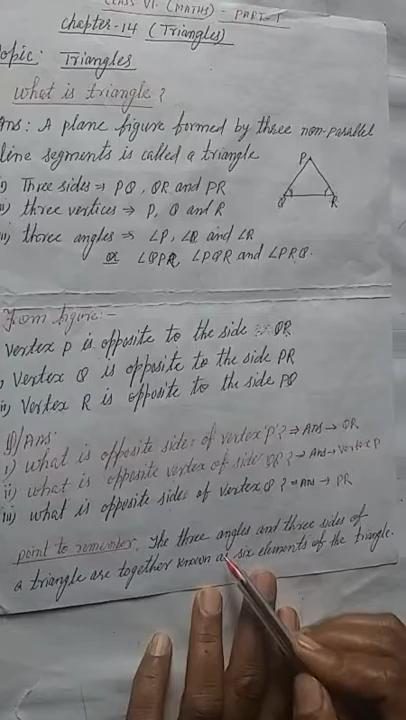 CLASS-VI (MATHS) - PART-1
chapter-14 (Triangles)
opic: Triangles
What is triangle?
Ans: A plane figure formed by three non-parallel
line segments is called a triangle
i) Three sides → PQ, QR and PR
ii) three vertices → P, Q and R
iii) three angles → ∠P, ∠Q and ∠R
or ∠QPR, ∠PQR and ∠PRQ.
P
Q R
From figure:-
Vertex P is opposite to the side QR
Vertex Q is opposite to the side PR
iii) Vertex R is opposite to the side PQ
Q/Ans:
i) What is opposite side of vertex 'P'? → Ans → QR
ii) What is opposite vertex of side QR? → Ans → vertex P
iii) What is opposite side of vertex Q? → Ans → PR
point to remember. The three angles and three sides of
a triangle are together known as six elements of the triangle.